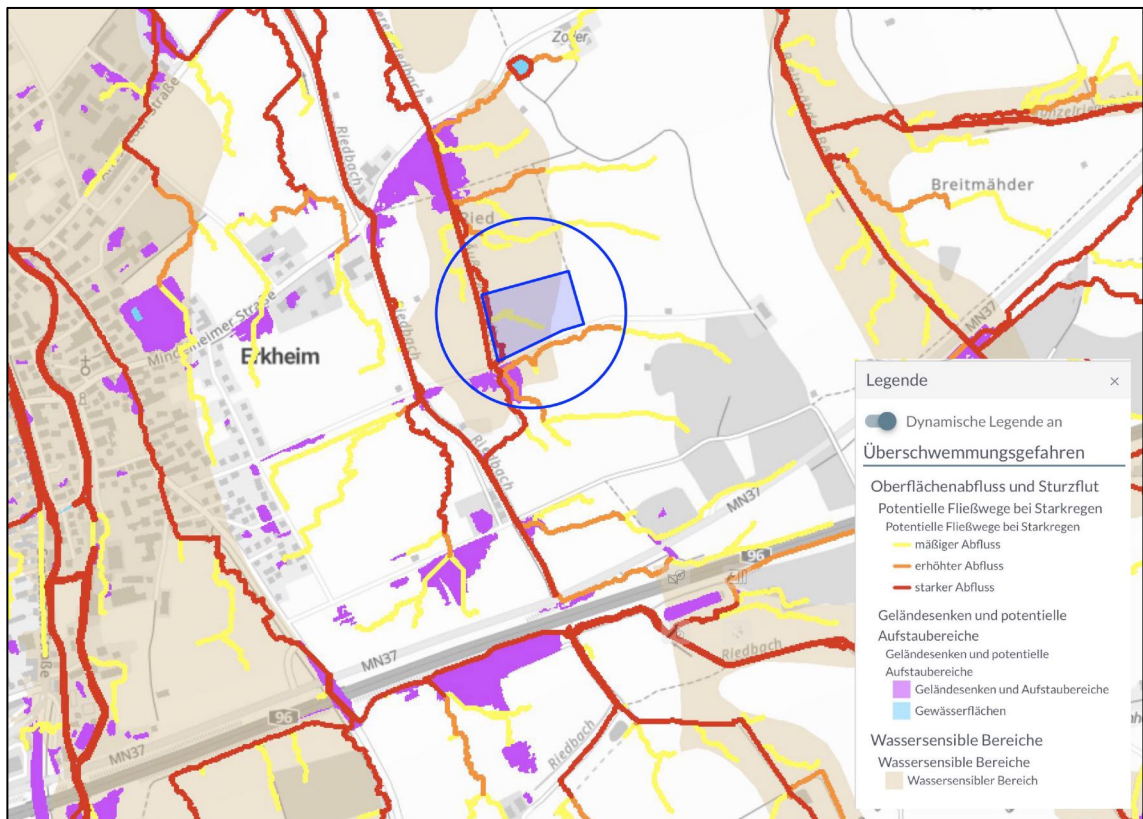 Zoller
Riedbach
Riedbach
Breitmähder
Ried
MN37
Mindelheimer Straße
Riedbach
Erkheim
Riedbach
MN37
96
Riedbach
MN37
96
Riedbach
Legende
Dynamische Legende an
Überschwemmungsgefahren
Oberflächenabfluss und Sturzflut
Potentielle Fließwege bei Starkregen
Potentielle Fließwege bei Starkregen
mäßiger Abfluss
erhöhter Abfluss
starker Abfluss
Geländesenken und potentielle
Aufstaubereiche
Geländesenken und potentielle
Aufstaubereiche
Geländesenken und Aufstaubereiche
Gewässerflächen
Wassersensible Bereiche
Wassersensible Bereiche
Wassersensibler Bereich